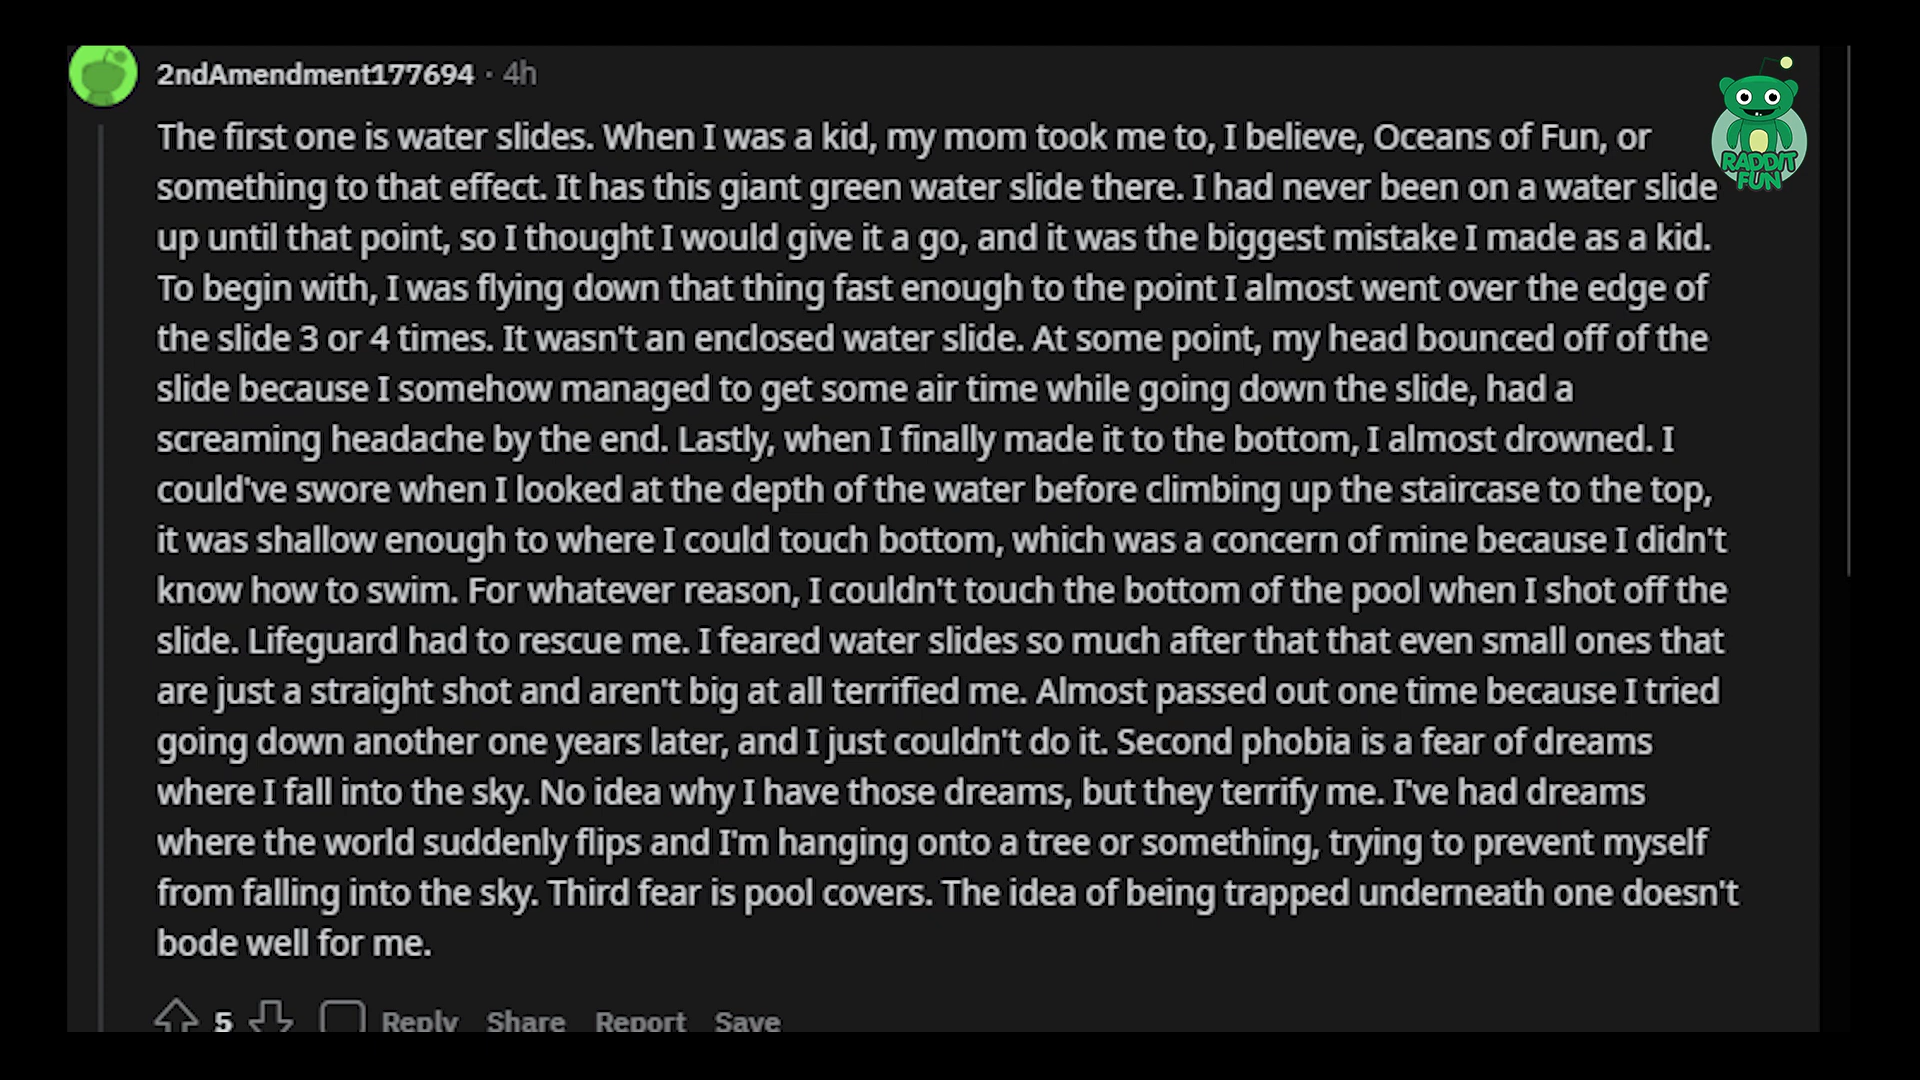 2ndAmendment177694 · 4h
The first one is water slides. When I was a kid, my mom took me to, I believe, Oceans of Fun, or
something to that effect. It has this giant green water slide there. I had never been on a water slide
up until that point, so I thought I would give it a go, and it was the biggest mistake I made as a kid.
To begin with, I was flying down that thing fast enough to the point I almost went over the edge of
the slide 3 or 4 times. It wasn't an enclosed water slide. At some point, my head bounced off of the
slide because I somehow managed to get some air time while going down the slide, had a
screaming headache by the end. Lastly, when I finally made it to the bottom, I almost drowned. I
could've swore when I looked at the depth of the water before climbing up the staircase to the top,
it was shallow enough to where I could touch bottom, which was a concern of mine because I didn't
know how to swim. For whatever reason, I couldn't touch the bottom of the pool when I shot off the
slide. Lifeguard had to rescue me. I feared water slides so much after that that even small ones that
are just a straight shot and aren't big at all terrified me. Almost passed out one time because I tried
going down another one years later, and I just couldn't do it. Second phobia is a fear of dreams
where I fall into the sky. No idea why I have those dreams, but they terrify me. I've had dreams
where the world suddenly flips and I'm hanging onto a tree or something, trying to prevent myself
from falling into the sky. Third fear is pool covers. The idea of being trapped underneath one doesn't
bode well for me.
5 Reply Share Report Save
RADDIT
FUN